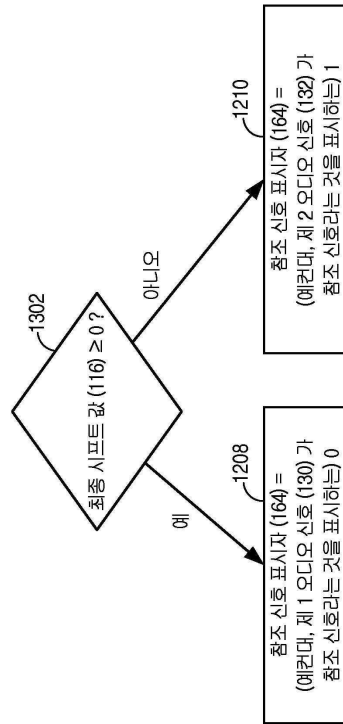 1302
최종 시프트 값 (116) ≥ 0 ?
예
아니오
1208
참조 신호 표시자 (164) =
(예컨대, 제 1 오디오 신호 (130) 가
참조 신호라는 것을 표시하는) 0
1210
참조 신호 표시자 (164) =
(예컨대, 제 2 오디오 신호 (132) 가
참조 신호라는 것을 표시하는) 1